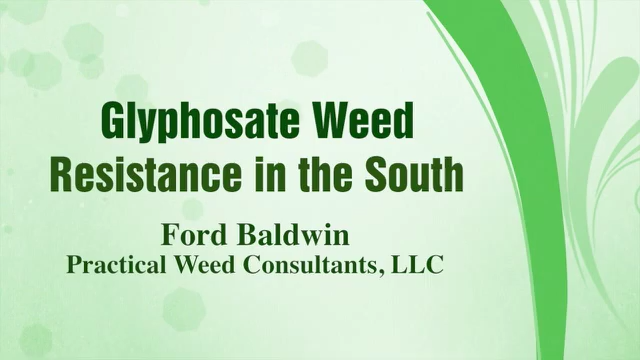 Glyphosate Weed
Resistance in the South
Ford Baldwin
Practical Weed Consultants, LLC